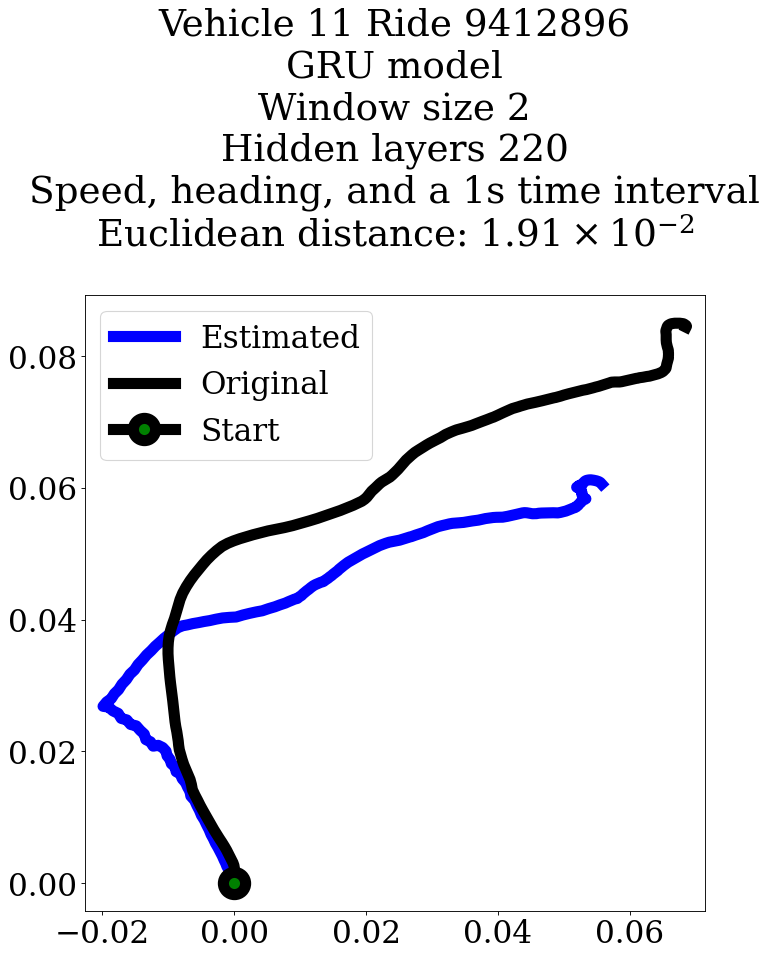 Vehicle 11 Ride 9412896
GRU model
Window size 2
Hidden layers 220
Speed, heading, and a 1s time interval
Euclidean distance: 1.91 × 10⁻²
Estimated
Original
Start
0.08
0.06
0.04
0.02
0.00
−0.02 0.00 0.02 0.04 0.06